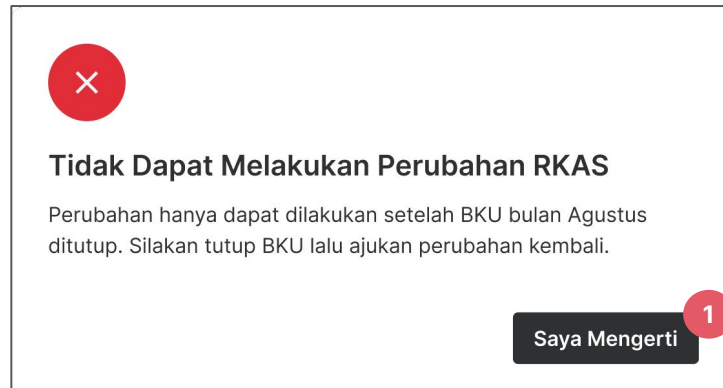 Tidak Dapat Melakukan Perubahan RKAS
Perubahan hanya dapat dilakukan setelah BKU bulan Agustus
ditutup. Silakan tutup BKU lalu ajukan perubahan kembali.
1
Saya Mengerti